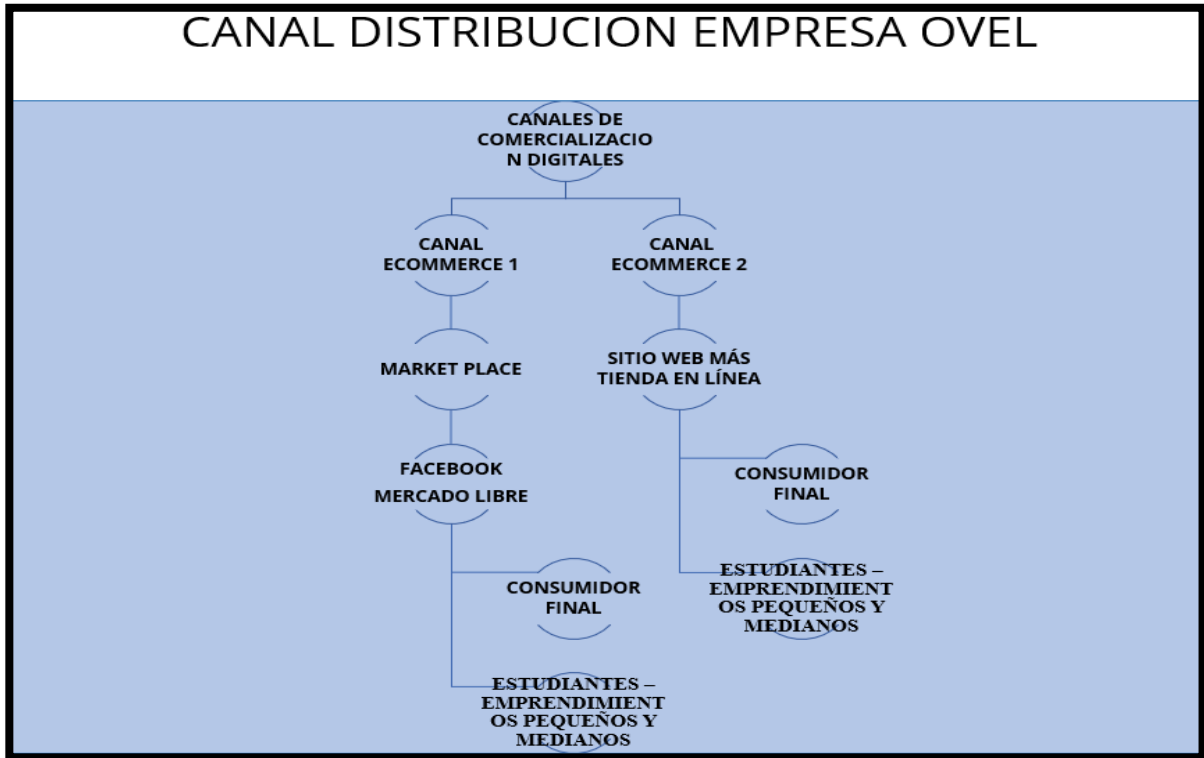 CANAL DISTRIBUCION EMPRESA OVEL
CANALES DE
COMERCIALIZACIO
N DIGITALES
CANAL
ECOMMERCE 1
MARKET PLACE
FACEBOOK
MERCADO LIBRE
CONSUMIDOR
FINAL
ESTUDIANTES –
EMPRENDIMIENT
OS PEQUEÑOS Y
MEDIANOS
CANAL
ECOMMERCE 2
SITIO WEB MÁS
TIENDA EN LÍNEA
CONSUMIDOR
FINAL
ESTUDIANTES –
EMPRENDIMIENT
OS PEQUEÑOS Y
MEDIANOS